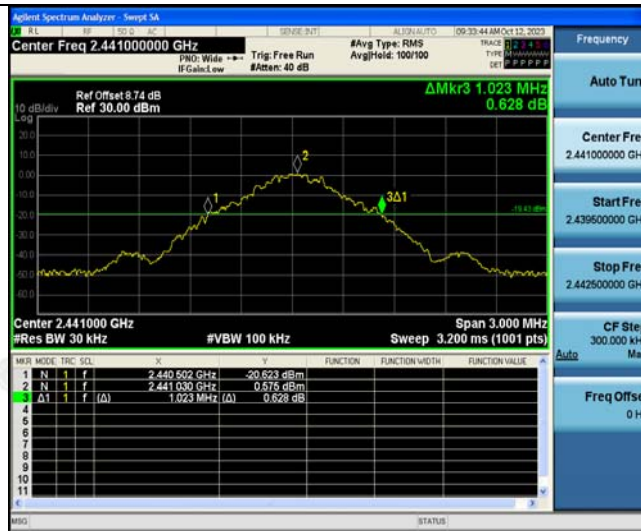 Agilent Spectrum Analyzer - Swept SA
RL RF 50 Ω AC SENSE:INT ALIGN AUTO 09:33:44 AM Oct 12, 2023
Center Freq 2.441000000 GHz #Avg Type: RMS TRACE 1 2 3 4 5 6
PNO: Wide Trig: Free Run Avg|Hold: 100/100 TYPE M
IFGain:Low #Atten: 40 dB DET P P P P P P
Frequency
ΔMkr3 1.023 MHz
0.628 dB
Ref Offset 8.74 dB
10 dB/div Ref 30.00 dBm
Log
20.0
10.0
0.00
-10.0
-20.0
-30.0
-40.0
-50.0
-60.0
1
2
3Δ1
-19.43 dBm
Center 2.441000 GHz Span 3.000 MHz
#Res BW 30 kHz #VBW 100 kHz Sweep 3.200 ms (1001 pts)
MKR MODE TRC SCL X Y FUNCTION FUNCTION WIDTH FUNCTION VALUE
1 N 1 f 2.440 502 GHz -20.623 dBm
2 N 1 f 2.441 030 GHz 0.575 dBm
3 Δ1 1 f (Δ) 1.023 MHz (Δ) 0.628 dB
4
5
6
7
8
9
10
11
MSG STATUS
Auto Tun
Center Fre
2.441000000 GH
Start Fre
2.439500000 GH
Stop Fre
2.442500000 GH
CF Ste
300.000 kH
Auto Ma
Freq Offse
0 H